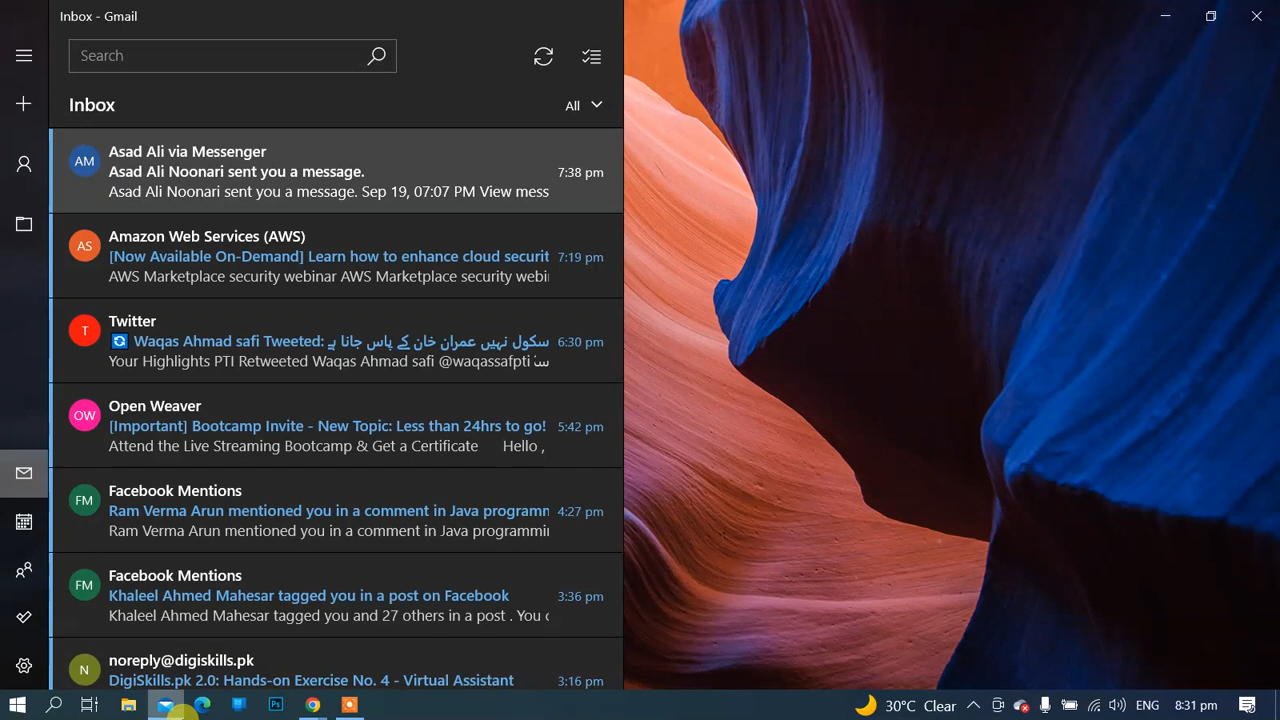 Inbox - Gmail
Search
Inbox
All
AM
Asad Ali via Messenger
Asad Ali Noonari sent you a message.
7:38 pm
Asad Ali Noonari sent you a message. Sep 19, 07:07 PM View mess
AS
Amazon Web Services (AWS)
[Now Available On-Demand] Learn how to enhance cloud securit
7:19 pm
AWS Marketplace security webinar AWS Marketplace security webi
T
Twitter
Waqas Ahmad safi Tweeted: سکول نہیں عمران خان کے پاس جانا ہے
6:30 pm
Your Highlights PTI Retweeted Waqas Ahmad safi @waqassafpti
OW
Open Weaver
[Important] Bootcamp Invite - New Topic: Less than 24hrs to go!
5:42 pm
Attend the Live Streaming Bootcamp & Get a Certificate Hello ,
FM
Facebook Mentions
Ram Verma Arun mentioned you in a comment in Java programn
4:27 pm
Ram Verma Arun mentioned you in a comment in Java programmin
FM
Facebook Mentions
Khaleel Ahmed Mahesar tagged you in a post on Facebook
3:36 pm
Khaleel Ahmed Mahesar tagged you and 27 others in a post . You c
N
noreply@digiskills.pk
DigiSkills.pk 2.0: Hands-on Exercise No. 4 - Virtual Assistant
3:16 pm
Ps
30°C Clear
ENG
8:31 pm